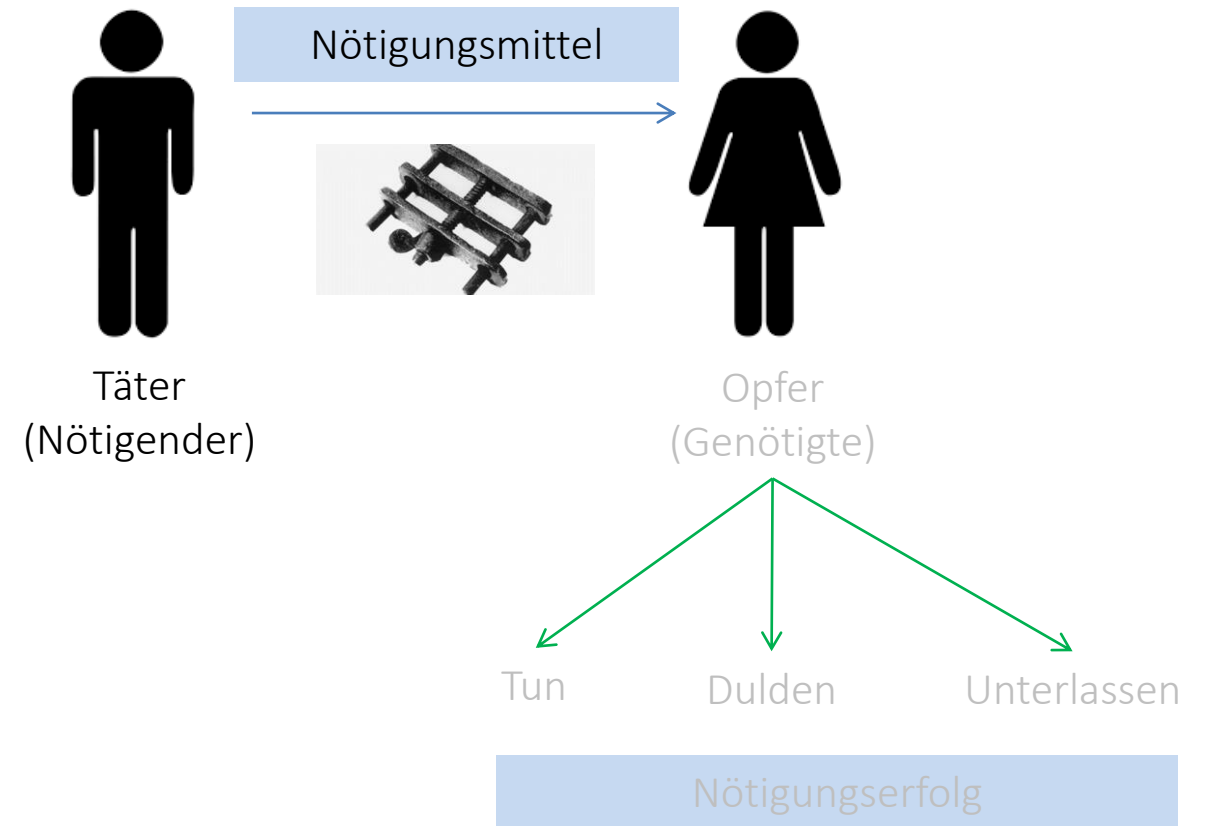 Nötigungsmittel
Täter
(Nötigender)
Opfer
(Genötigte)
Tun
Dulden
Unterlassen
Nötigungserfolg